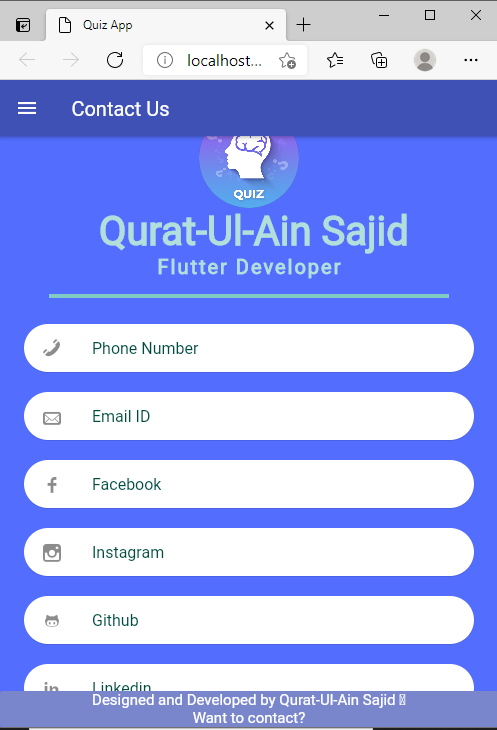 Quiz App
localhost...
Contact Us
QUIZ
Qurat-Ul-Ain Sajid
Flutter Developer
Phone Number
Email ID
Facebook
Instagram
Github
Linkedin
Designed and Developed by Qurat-Ul-Ain Sajid
Want to contact?